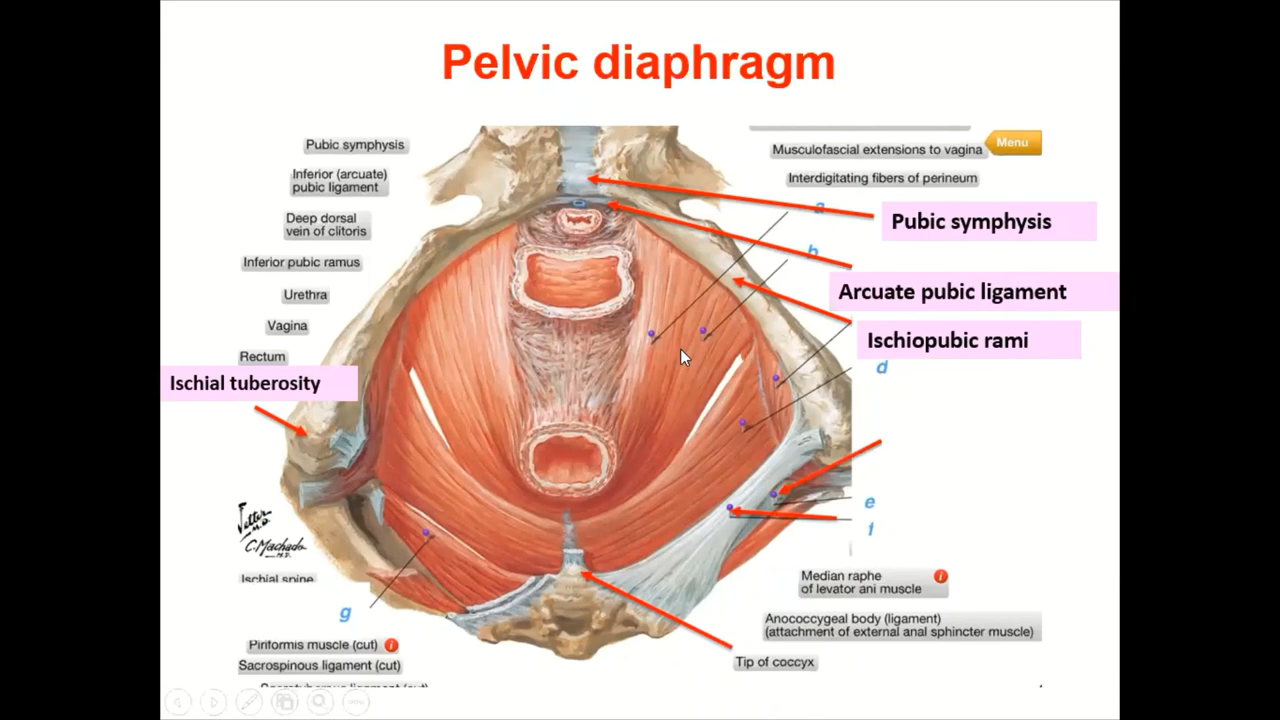 Pelvic diaphragm
Pubic symphysis
Inferior (arcuate)
pubic ligament
Deep dorsal
vein of clitoris
Inferior pubic ramus
Urethra
Vagina
Rectum
Ischial tuberosity
Musculofascial extensions to vagina
Menu
Interdigitating fibers of perineum
a
Pubic symphysis
b
Arcuate pubic ligament
Ischiopubic rami
d
e
f
Netter
M.D.
C. Machado
M.D.
Ischial spine
g
Piriformis muscle (cut)
Sacrospinous ligament (cut)
Median raphe
of levator ani muscle
Anococcygeal body (ligament)
(attachment of external anal sphincter muscle)
Tip of coccyx